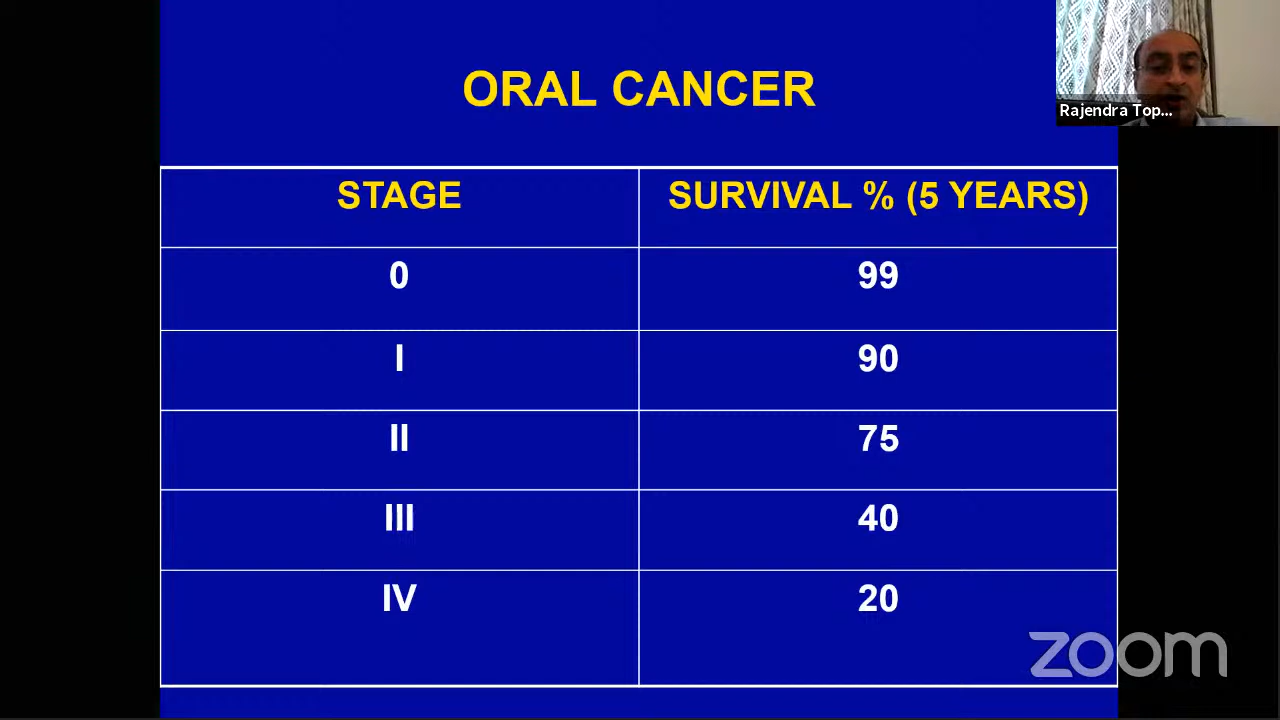 ORAL CANCER
Rajendra Top...
STAGE SURVIVAL % (5 YEARS)
0 99
I 90
II 75
III 40
IV 20
zoom